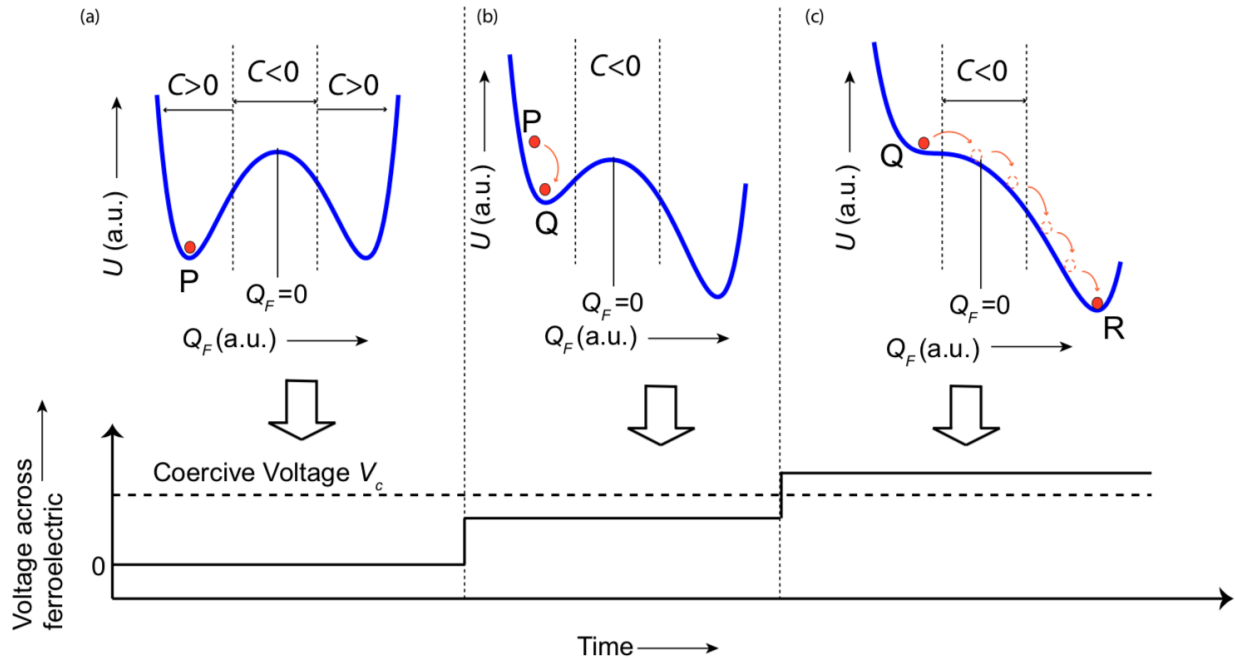 (a)
C>0
C<0
C>0
U (a.u.)
P
Q_F=0
Q_F (a.u.)
(b)
C<0
P
U (a.u.)
Q
Q_F=0
Q_F (a.u.)
(c)
C<0
Q
U (a.u.)
Q_F=0
R
Q_F (a.u.)
Voltage across
ferroelectric
Coercive Voltage V_c
0
Time